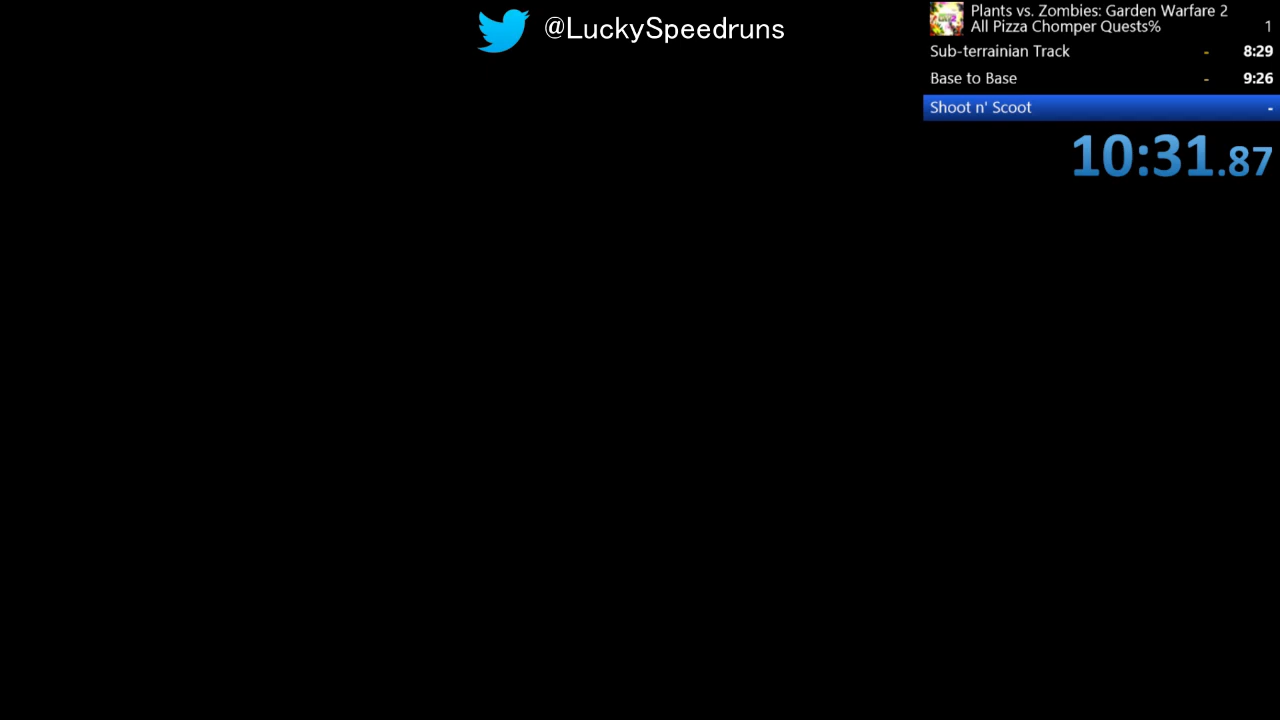 @LuckySpeedruns
Plants vs. Zombies: Garden Warfare 2
All Pizza Chomper Quests% 1
Sub-terrainian Track - 8:29
Base to Base - 9:26
Shoot n' Scoot -
10:31.87